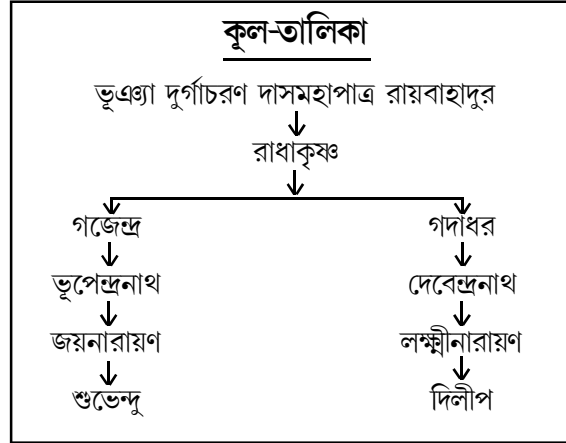 কূল-তালিকা
ভূঞ্যা দুর্গাচরণ দাসমহাপাত্র রায়বাহাদুর
রাধাকৃষ্ণ
গজেন্দ্র গদাধর
ভূপেন্দ্রনাথ দেবেন্দ্রনাথ
জয়নারায়ণ লক্ষ্মীনারায়ণ
শুভেন্দু দিলীপ